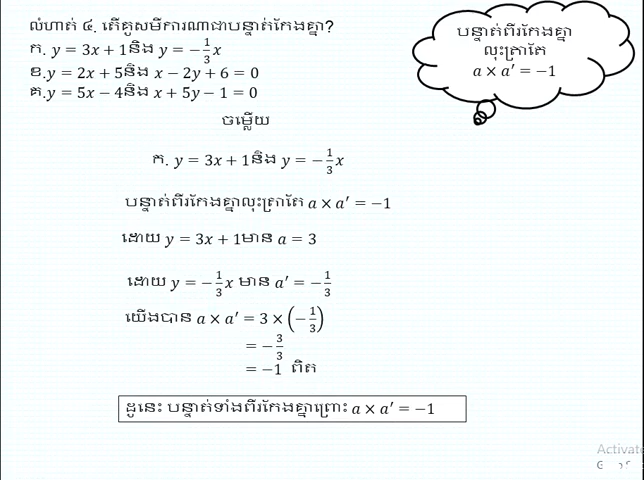 លំហាត់ ៤. តើគូសមីការណាជាបន្ទាត់កែងគ្នា?
ក. y = 3x + 1និង y = −1/3x
ខ.y = 2x + 5និង x − 2y + 6 = 0
គ.y = 5x − 4និង x + 5y − 1 = 0
បន្ទាត់ពីរកែងគ្នា
លុះត្រាតែ
a × a′ = −1
ចម្លើយ
ក. y = 3x + 1និង y = −1/3x
បន្ទាត់ពីរកែងគ្នាលុះត្រាតែ a × a′ = −1
ដោយ y = 3x + 1មាន a = 3
ដោយ y = −1/3x មាន a′ = −1/3
យើងបាន a × a′ = 3 × (−1/3)
= −3/3
= −1 ពិត
ដូនេះ បន្ទាត់ទាំងពីរកែងគ្នាព្រោះ a × a′ = −1
Activate